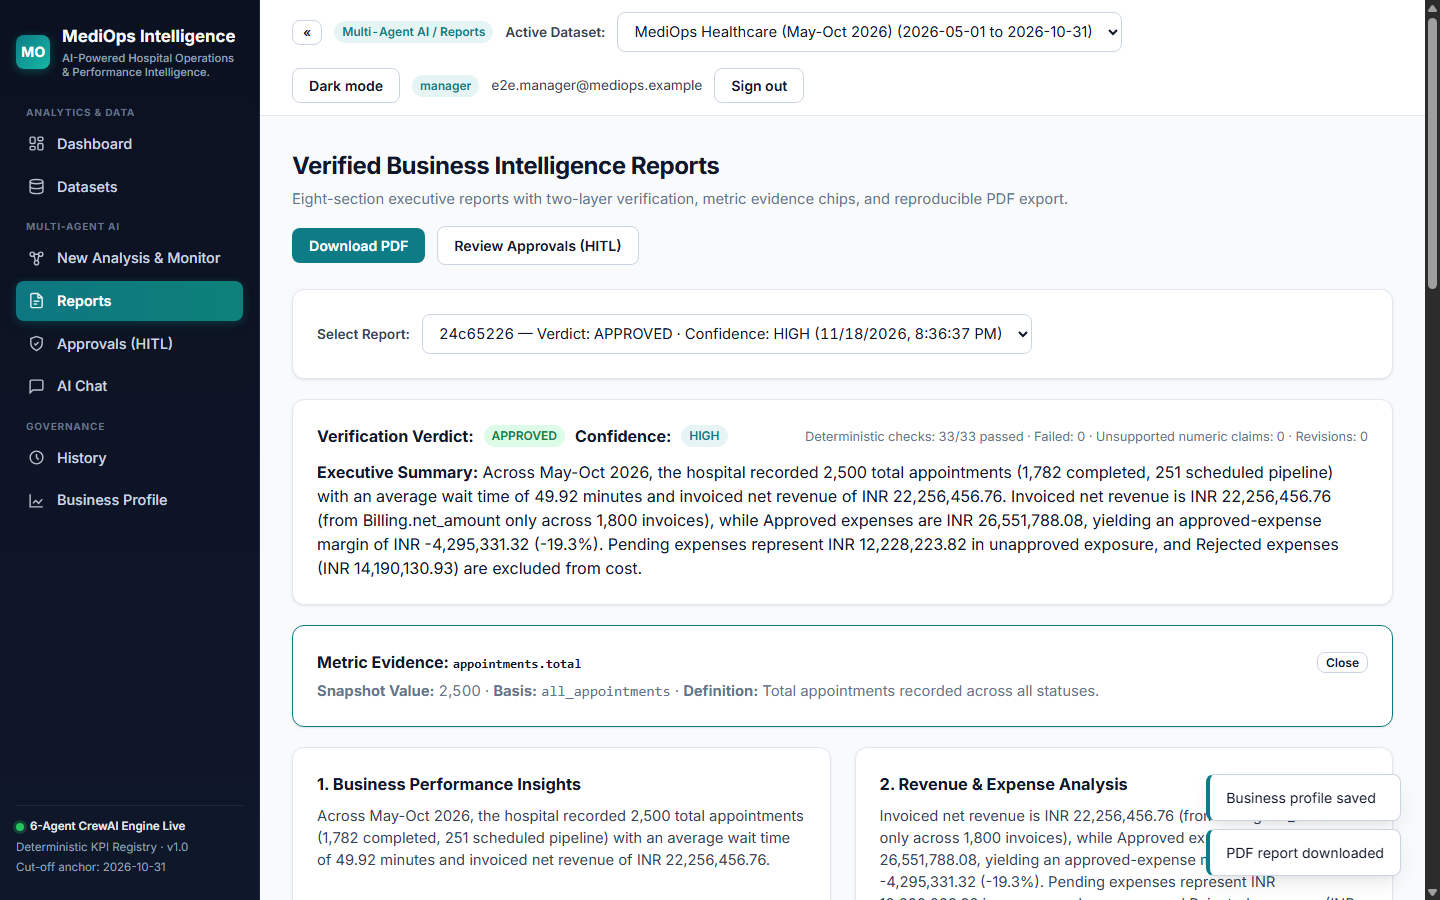 MO
MediOps Intelligence
AI-Powered Hospital Operations
& Performance Intelligence.
ANALYTICS & DATA
Dashboard
Datasets
MULTI-AGENT AI
New Analysis & Monitor
Reports
Approvals (HITL)
AI Chat
GOVERNANCE
History
Business Profile
6-Agent CrewAI Engine Live
Deterministic KPI Registry · v1.0
Cut-off anchor: 2026-10-31
« Multi-Agent AI / Reports Active Dataset: MediOps Healthcare (May-Oct 2026) (2026-05-01 to 2026-10-31)
Dark mode manager e2e.manager@mediops.example Sign out
Verified Business Intelligence Reports
Eight-section executive reports with two-layer verification, metric evidence chips, and reproducible PDF export.
Download PDF Review Approvals (HITL)
Select Report: 24c65226 — Verdict: APPROVED · Confidence: HIGH (11/18/2026, 8:36:37 PM)
Verification Verdict: APPROVED Confidence: HIGH Deterministic checks: 33/33 passed · Failed: 0 · Unsupported numeric claims: 0 · Revisions: 0
Executive Summary: Across May-Oct 2026, the hospital recorded 2,500 total appointments (1,782 completed, 251 scheduled pipeline)
with an average wait time of 49.92 minutes and invoiced net revenue of INR 22,256,456.76. Invoiced net revenue is INR 22,256,456.76
(from Billing.net_amount only across 1,800 invoices), while Approved expenses are INR 26,551,788.08, yielding an approved-expense
margin of INR -4,295,331.32 (-19.3%). Pending expenses represent INR 12,228,223.82 in unapproved exposure, and Rejected expenses
(INR 14,190,130.93) are excluded from cost.
Metric Evidence: appointments.total Close
Snapshot Value: 2,500 · Basis: all_appointments · Definition: Total appointments recorded across all statuses.
1. Business Performance Insights
Across May-Oct 2026, the hospital recorded 2,500 total appointments
(1,782 completed, 251 scheduled pipeline) with an average wait time
of 49.92 minutes and invoiced net revenue of INR 22,256,456.76.
2. Revenue & Expense Analysis
Invoiced net revenue is INR 22,256,456.76
only across 1,800 invoices), while Approved
26,551,788.08, yielding an approved-expense
-4,295,331.32 (-19.3%). Pending expenses represent INR
Business profile saved
PDF report downloaded